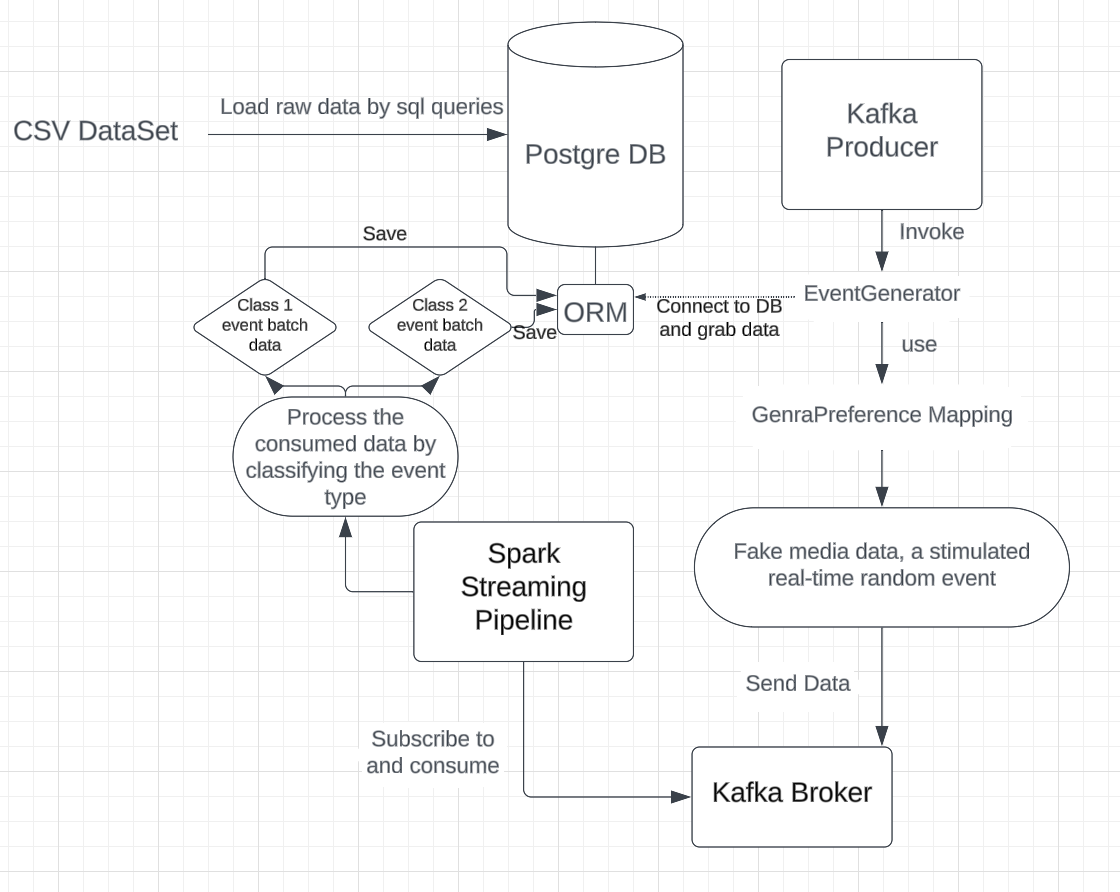 Load raw data by sql queries
CSV DataSet
Postgre DB
Kafka
Producer
Invoke
Save
Class 1
event batch
data
Class 2
event batch
data
Save
ORM
Connect to DB
and grab data
EventGenerator
use
GenraPreference Mapping
Process the
consumed data by
classifying the event
type
Spark
Streaming
Pipeline
Fake media data, a stimulated
real-time random event
Send Data
Subscribe to
and consume
Kafka Broker